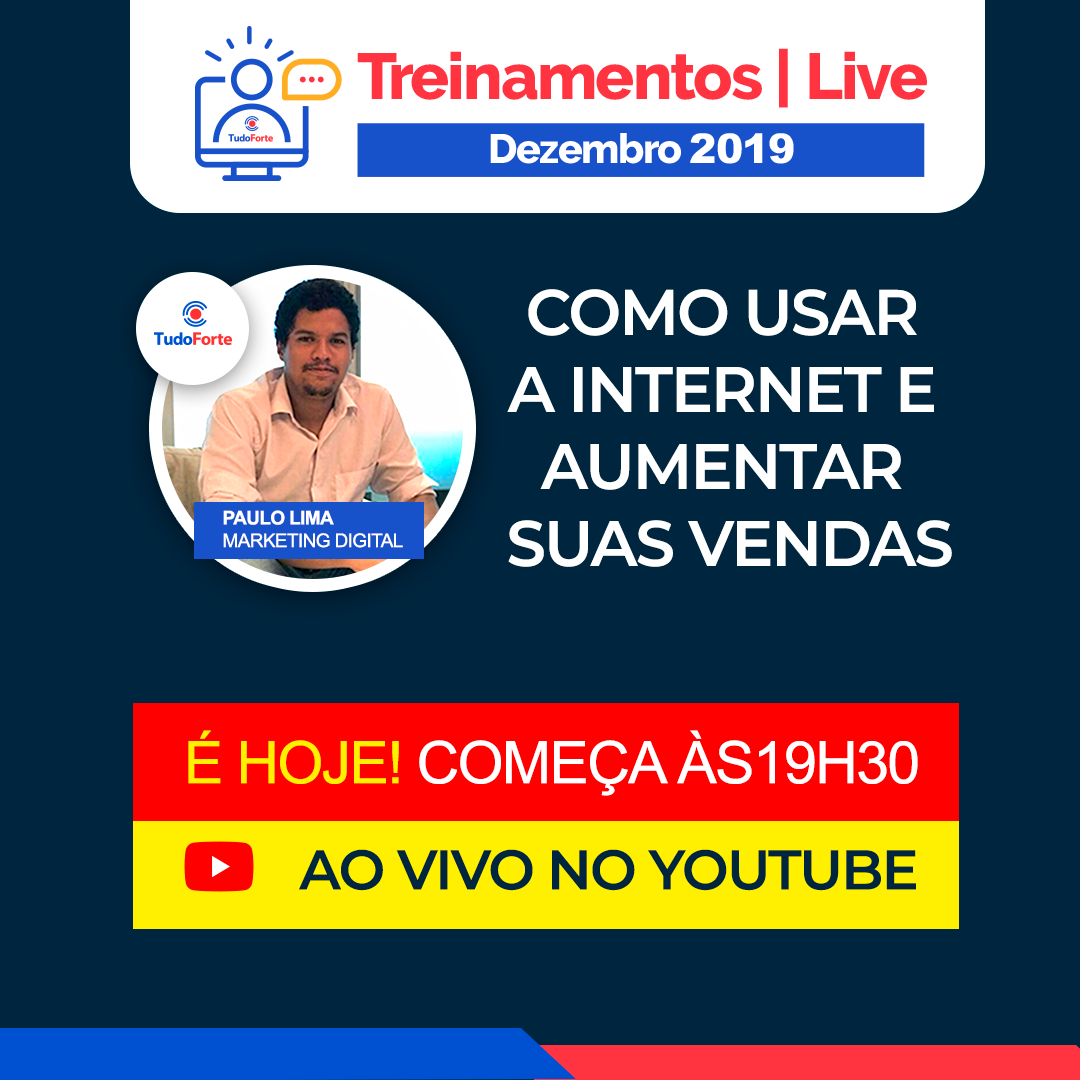 Treinamentos | Live
Dezembro 2019
TudoForte
TudoForte
PAULO LIMA
MARKETING DIGITAL
COMO USAR
A INTERNET E
AUMENTAR
SUAS VENDAS
É HOJE! COMEÇA ÀS19H30
AO VIVO NO YOUTUBE